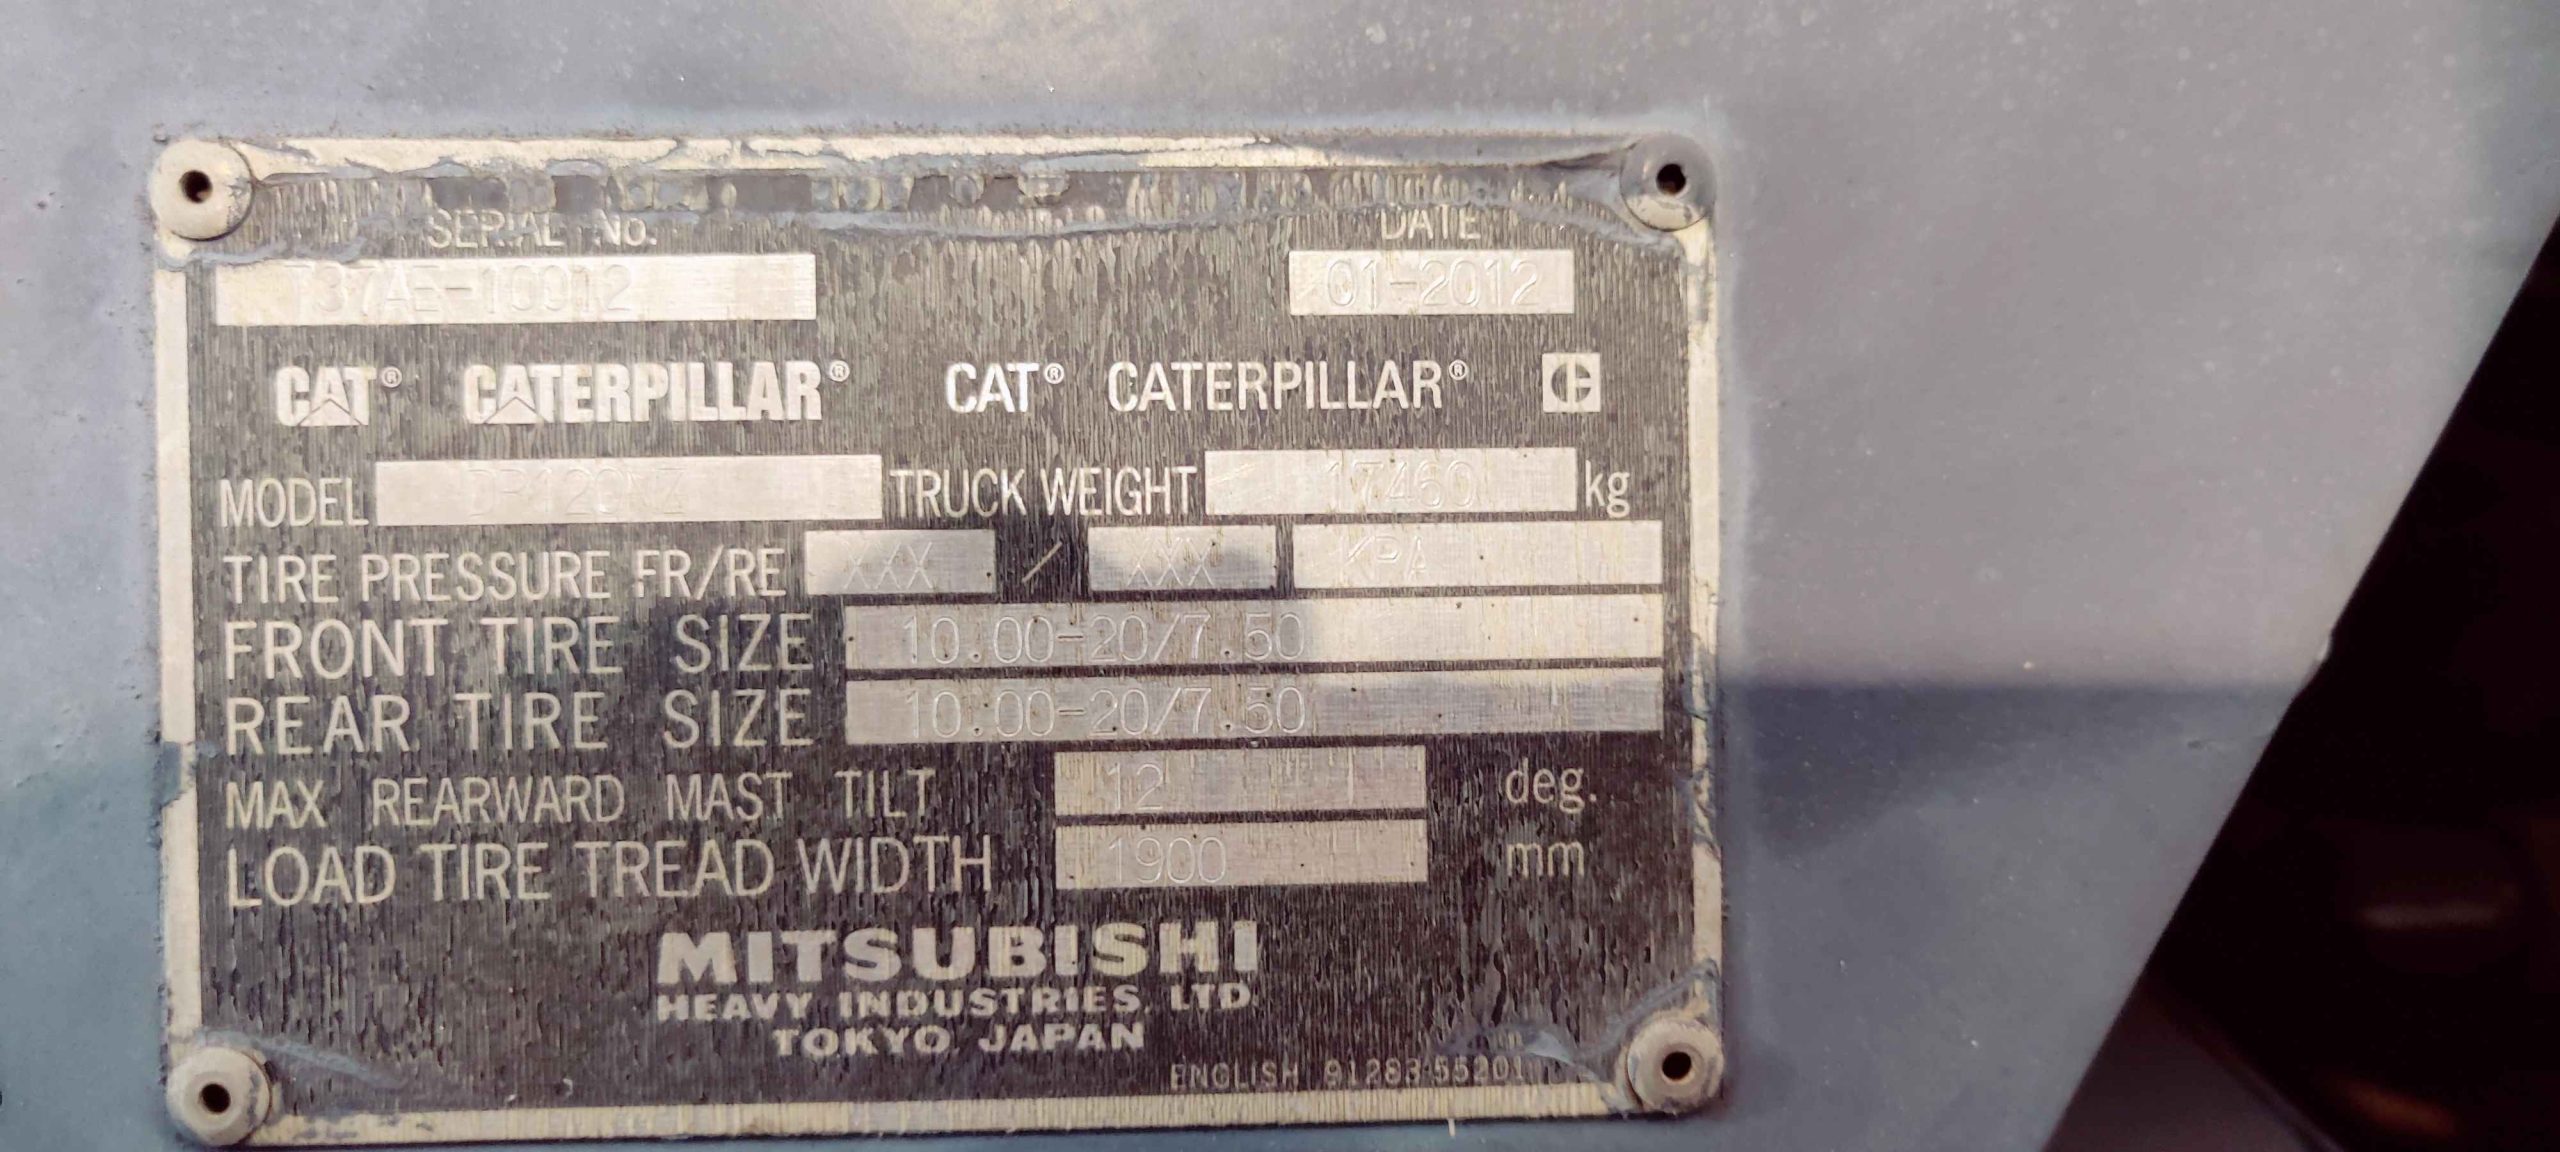 SERIAL No. DATE
T37AE-10912 01-2012
CAT® CATERPILLAR® CAT® CATERPILLAR®
MODEL DP120NZ TRUCK WEIGHT 17460 kg
TIRE PRESSURE FR/RE XXX / XXX KPA
FRONT TIRE SIZE 10.00-20/7.50
REAR TIRE SIZE 10.00-20/7.50
MAX REARWARD MAST TILT 12 deg.
LOAD TIRE TREAD WIDTH 1900 mm
MITSUBISHI
HEAVY INDUSTRIES, LTD.
TOKYO, JAPAN
ENGLISH 91283-55201